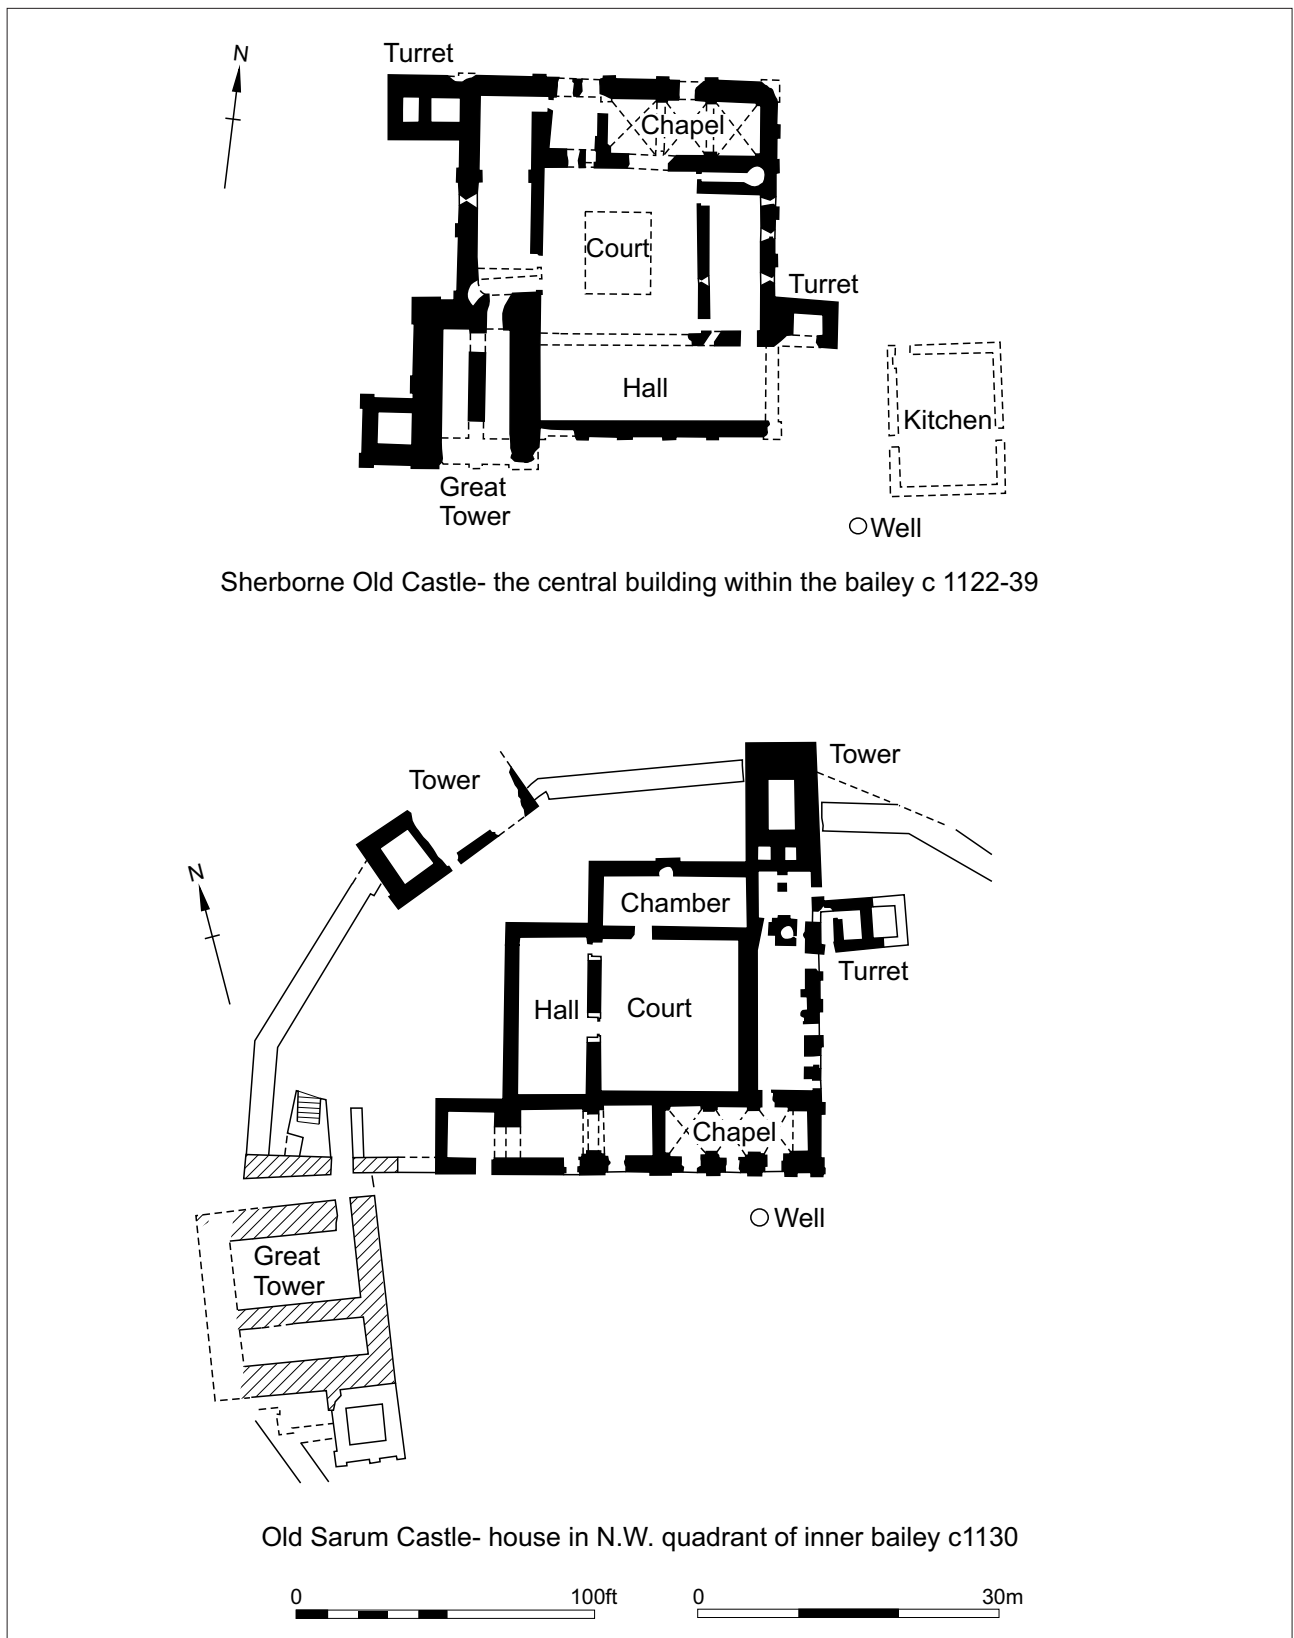 N
Turret
Chapel
Court
Turret
Hall
Kitchen
Great
Tower
Well
Sherborne Old Castle- the central building within the bailey c 1122-39
Tower
Tower
N
Chamber
Turret
Hall
Court
Chapel
Well
Great
Tower
Old Sarum Castle- house in N.W. quadrant of inner bailey c1130
0 100ft 0 30m